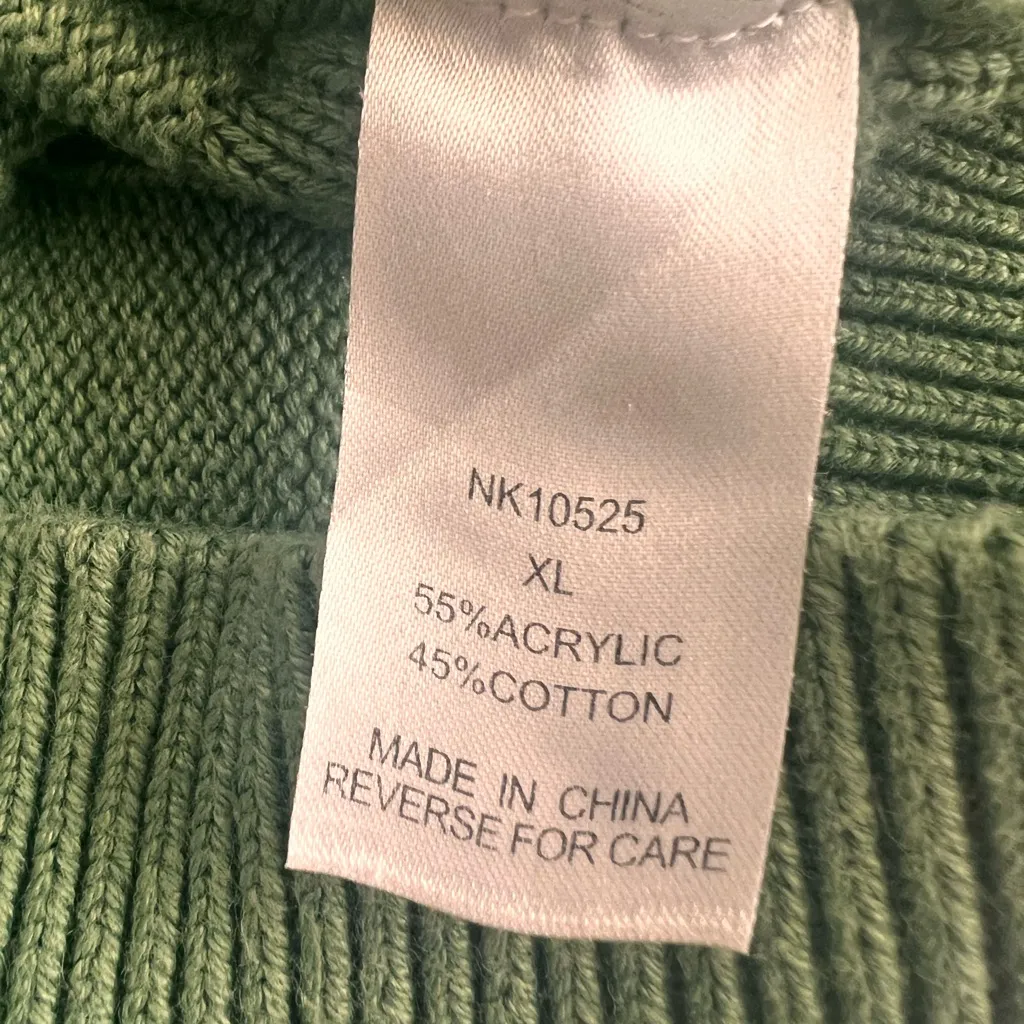 NK10525
XL
55%ACRYLIC
45%COTTON
MADE IN CHINA
REVERSE FOR CARE